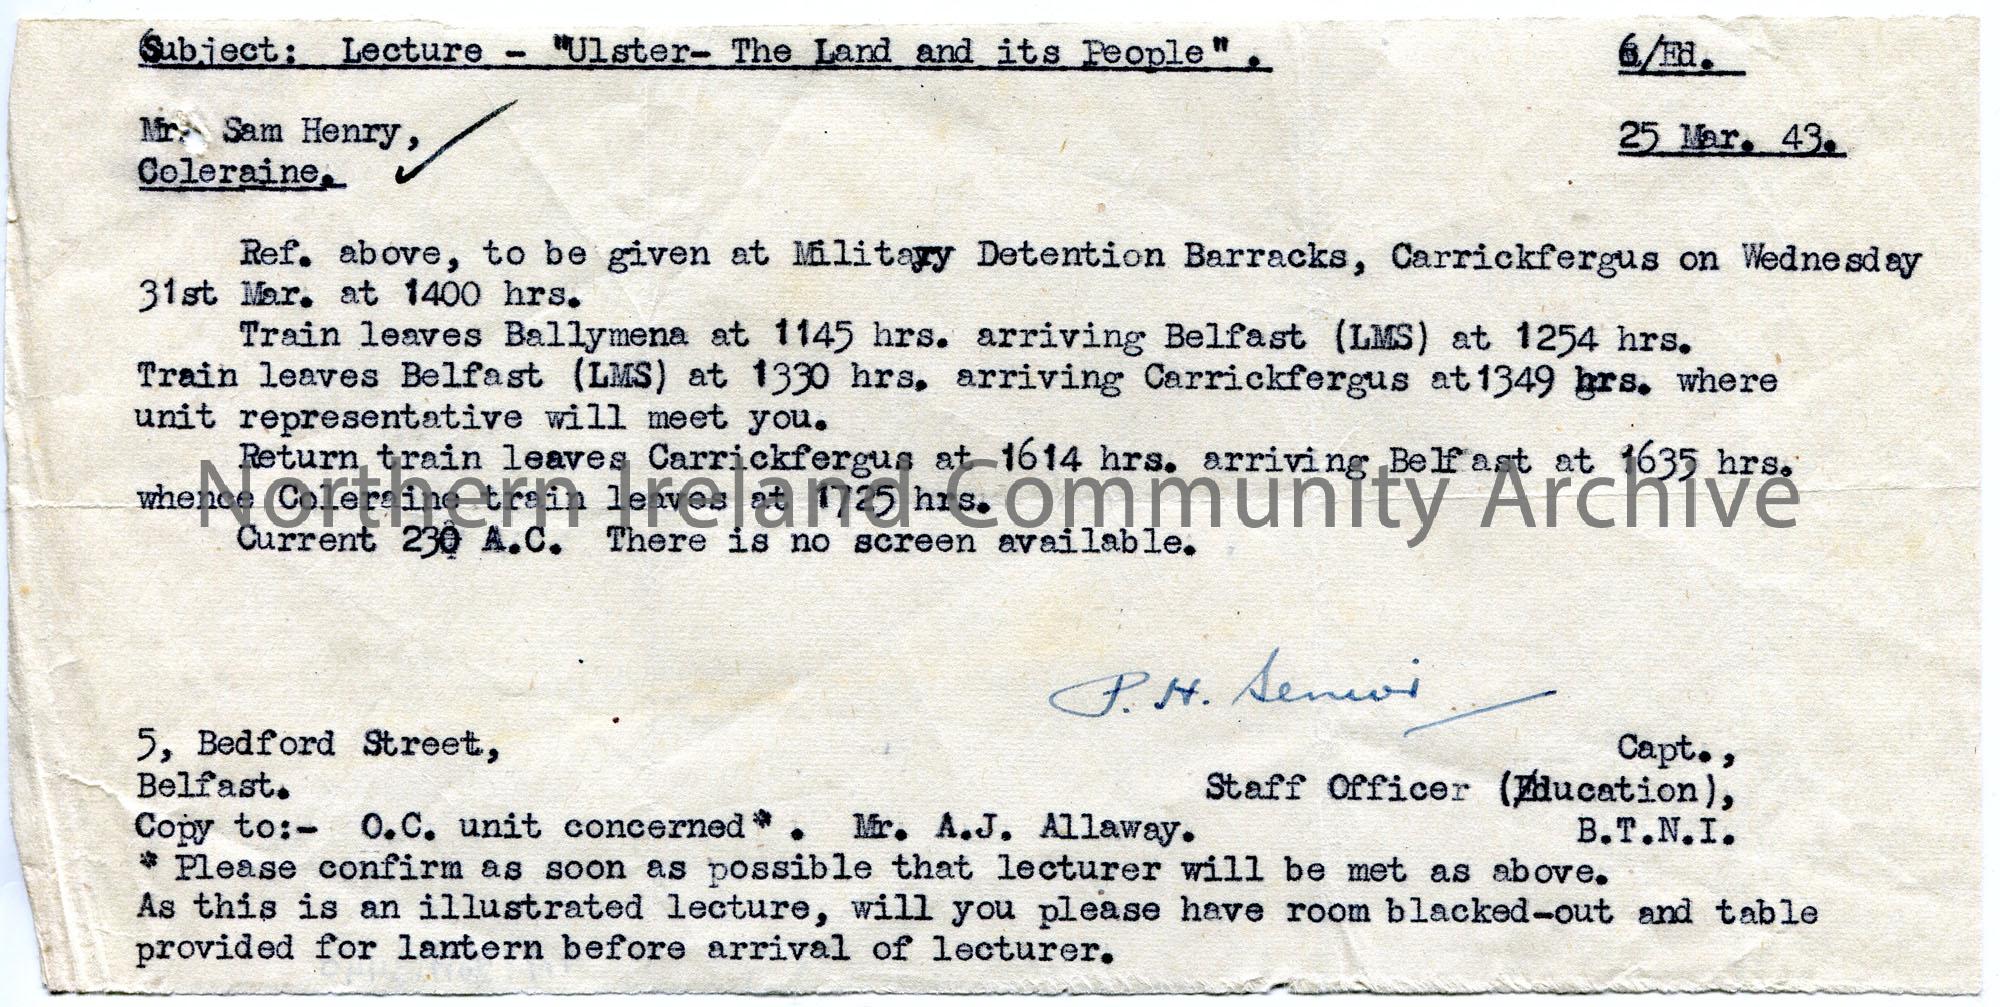 Subject: Lecture - "Ulster- The Land and its People". 6/Ed.
Mr. Sam Henry, 25 Mar. 43.
Coleraine.
Ref. above, to be given at Military Detention Barracks, Carrickfergus on Wednesday
31st Mar. at 1400 hrs.
Train leaves Ballymena at 1145 hrs. arriving Belfast (LMS) at 1254 hrs.
Train leaves Belfast (LMS) at 1330 hrs. arriving Carrickfergus at 1349 hrs. where
unit representative will meet you.
Return train leaves Carrickfergus at 1614 hrs. arriving Belfast at 1635 hrs.
whence Coleraine train leaves at 1725 hrs.
Northern Ireland Community Archive
Current 230 A.C. There is no screen available.
P. H. Senior
5, Bedford Street, Capt.,
Belfast. Staff Officer (Education),
Copy to:- O.C. unit concerned* . Mr. A.J. Allaway. B.T.N.I.
* Please confirm as soon as possible that lecturer will be met as above.
As this is an illustrated lecture, will you please have room blacked-out and table
provided for lantern before arrival of lecturer.